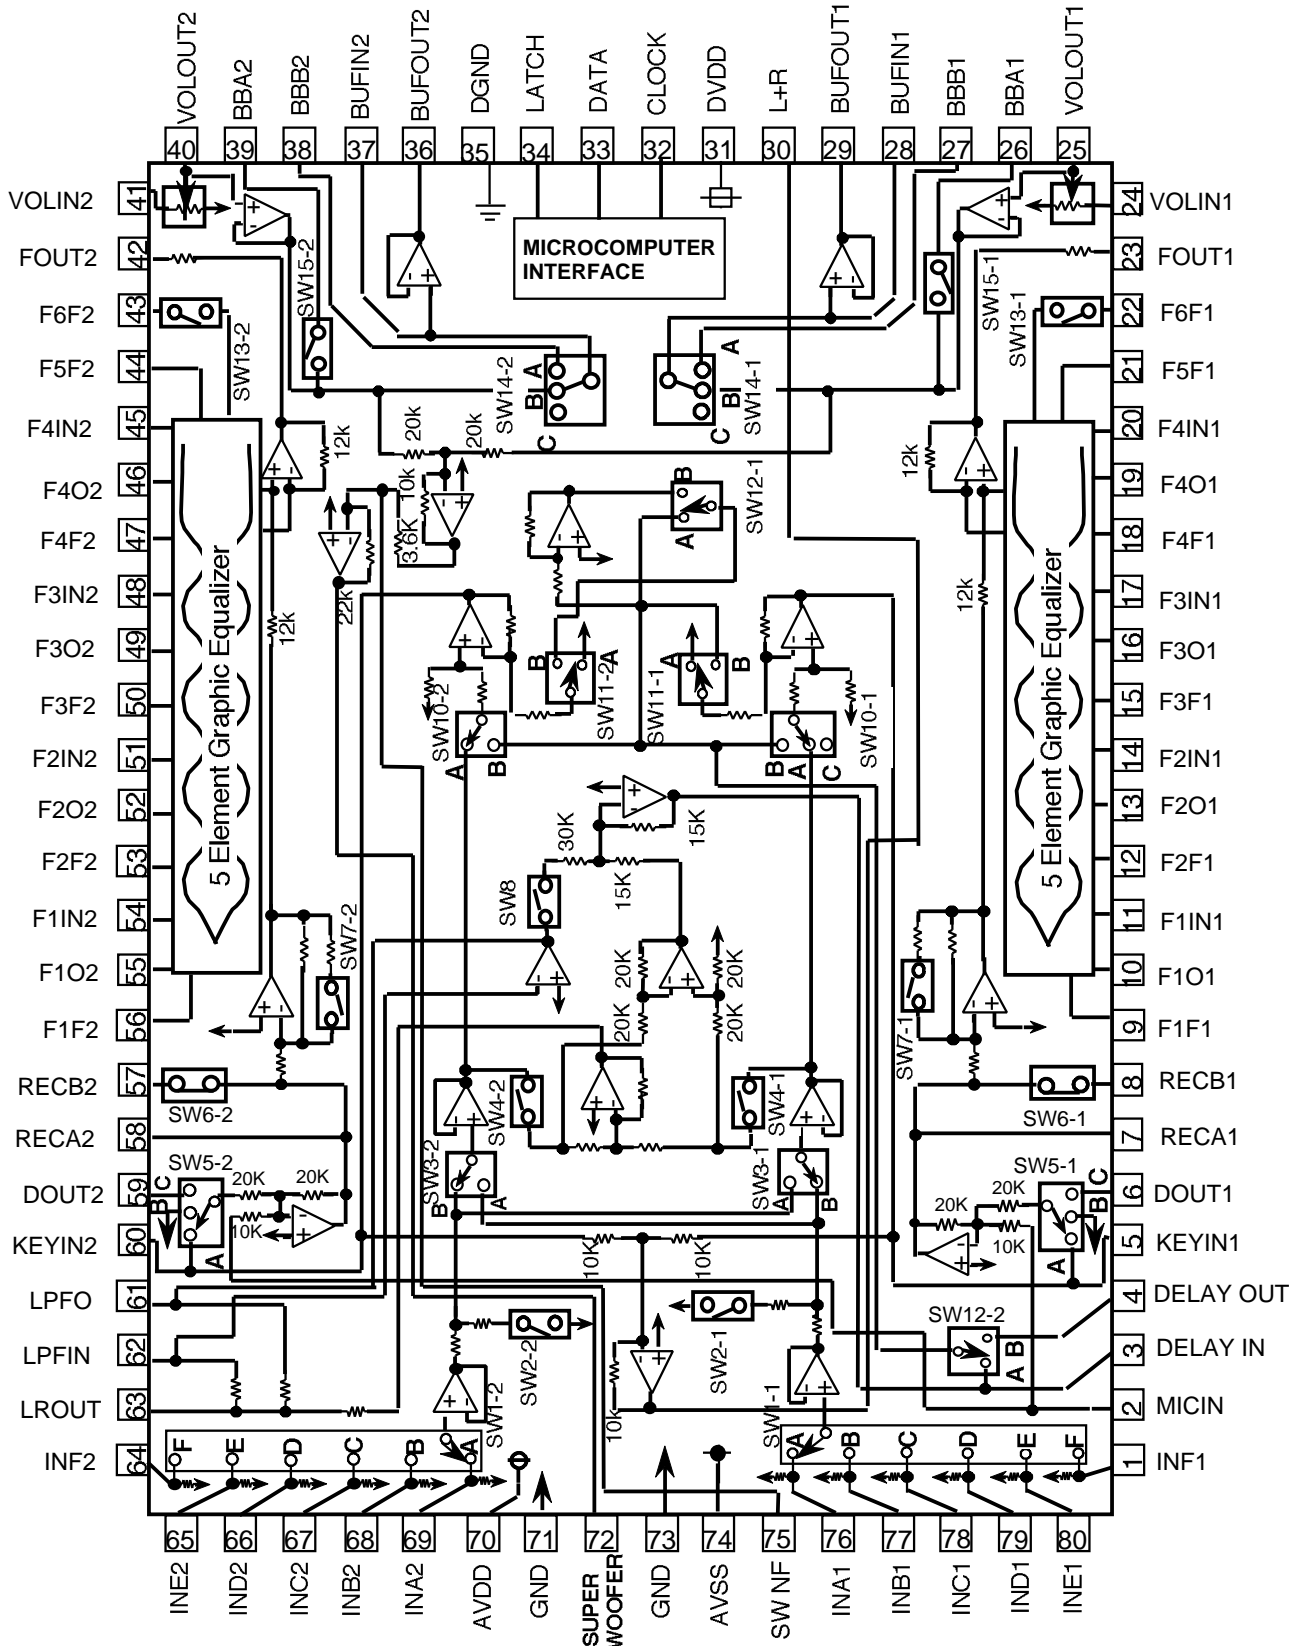 VOLOUT2
BBA2
BBB2
BUFIN2
BUFOUT2
DGND
LATCH
DATA
CLOCK
DVDD
L+R
BUFOUT1
BUFIN1
BBB1
BBA1
VOLOUT1
40
39
38
37
36
35
34
33
32
31
30
29
28
27
26
25
VOLIN2
41
FOUT2
42
F6F2
43
F5F2
44
F4IN2
45
F4O2
46
F4F2
47
F3IN2
48
F3O2
49
F3F2
50
F2IN2
51
F2O2
52
F2F2
53
F1IN2
54
F1O2
55
F1F2
56
RECB2
57
RECA2
58
DOUT2
59
KEYIN2
60
LPFO
61
LPFIN
62
LROUT
63
INF2
64
24
VOLIN1
23
FOUT1
22
F6F1
21
F5F1
20
F4IN1
19
F4O1
18
F4F1
17
F3IN1
16
F3O1
15
F3F1
14
F2IN1
13
F2O1
12
F2F1
11
F1IN1
10
F1O1
9
F1F1
8
RECB1
7
RECA1
6
DOUT1
5
KEYIN1
4
DELAY OUT
3
DELAY IN
2
MICIN
1
INF1
MICROCOMPUTER
INTERFACE
SW15-2
SW13-2
SW14-2
A
B
C
SW14-1
A
B
C
SW15-1
SW13-1
5 Element Graphic Equalizer
5 Element Graphic Equalizer
12k
12k
20k
20k
10k
3.6K
22k
12k
12k
SW12-1
B
A
SW10-2
A
B
SW11-2
B
A
SW11-1
A
B
SW10-1
B
A
C
30K
15K
15K
SW8
SW7-2
SW7-1
20K
20K
20K
20K
SW6-2
SW6-1
SW4-2
SW4-1
SW3-2
B
A
SW3-1
A
B
SW5-2
C
B
A
20K
20K
10K
SW5-1
C
B
A
20K
20K
10K
10K
10K
10k
SW12-2
B
A
SW2-2
SW2-1
SW1-2
SW1-1
F
E
D
C
B
A
A
B
C
D
E
F
65
66
67
68
69
70
71
72
73
74
75
76
77
78
79
80
INE2
IND2
INC2
INB2
INA2
AVDD
GND
SUPER
WOOFER
GND
AVSS
SW NF
INA1
INB1
INC1
IND1
INE1